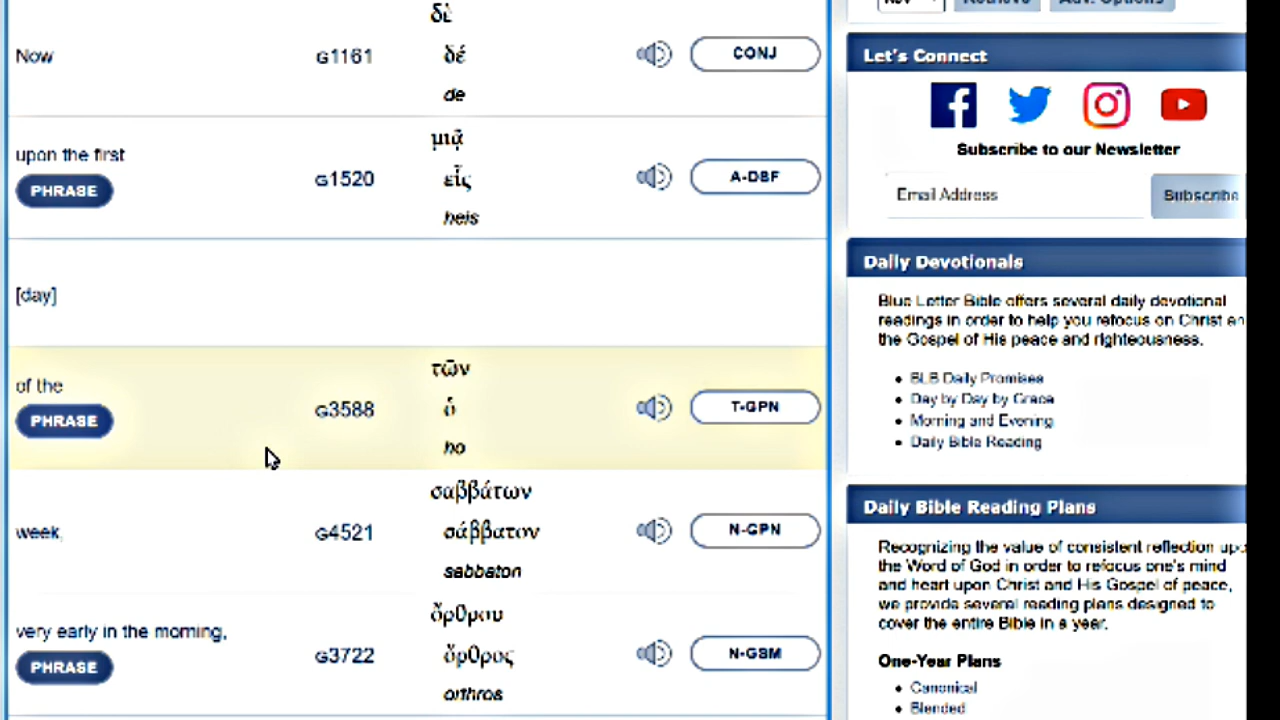 δὲ
Now G1161 δέ CONJ
de
μιᾷ
upon the first
PHRASE G1520 εἷς A-DSF
heis
[day]
τῶν
of the
PHRASE G3588 ὁ T-GPN
ho
σαββάτων
week, G4521 σάββατον N-GPN
sabbaton
ὄρθρου
very early in the morning,
PHRASE G3722 ὄρθρος N-GSM
orthros
Let's Connect
Subscribe to our Newsletter
Email Address Subscribe
Daily Devotionals
Blue Letter Bible offers several daily devotional
readings in order to help you refocus on Christ
the Gospel of His peace and righteousness.
• BLB Daily Promises
• Day by Day by Grace
• Morning and Evening
• Daily Bible Reading
Daily Bible Reading Plans
Recognizing the value of consistent reflection
the Word of God in order to refocus one's mind
and heart upon Christ and His Gospel of peace,
we provide several reading plans designed to
cover the entire Bible in a year.
One-Year Plans
• Canonical
• Blended